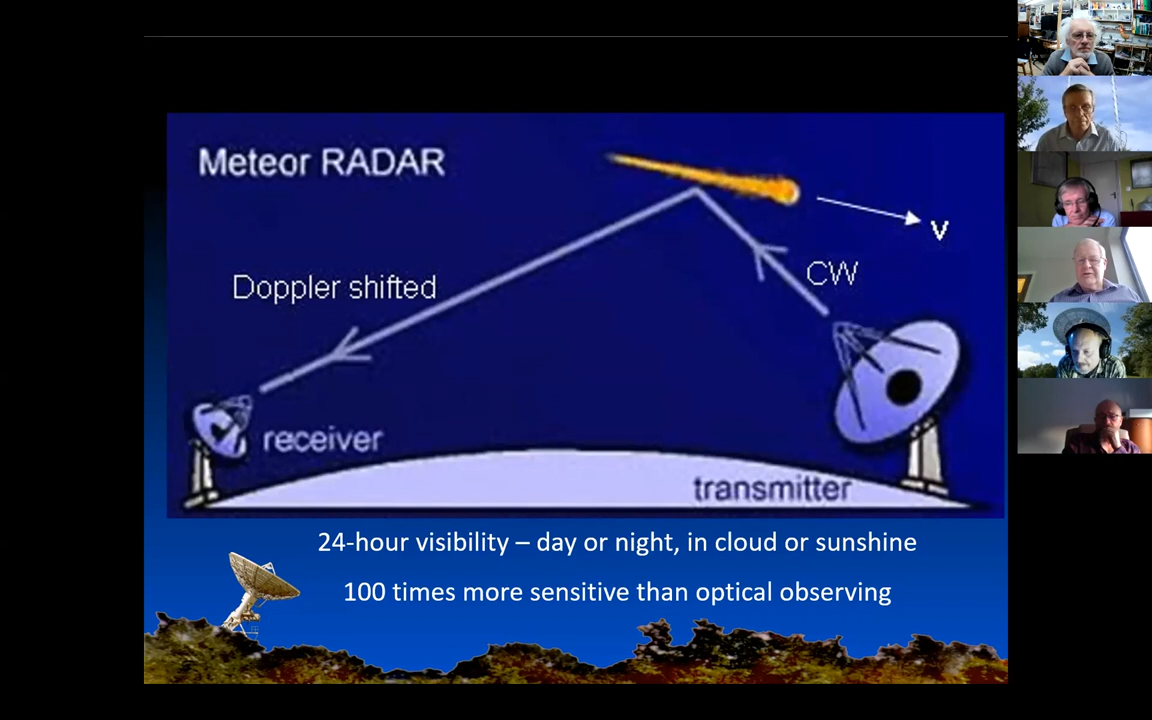 Meteor RADAR
v
CW
Doppler shifted
receiver
transmitter
24-hour visibility – day or night, in cloud or sunshine
100 times more sensitive than optical observing